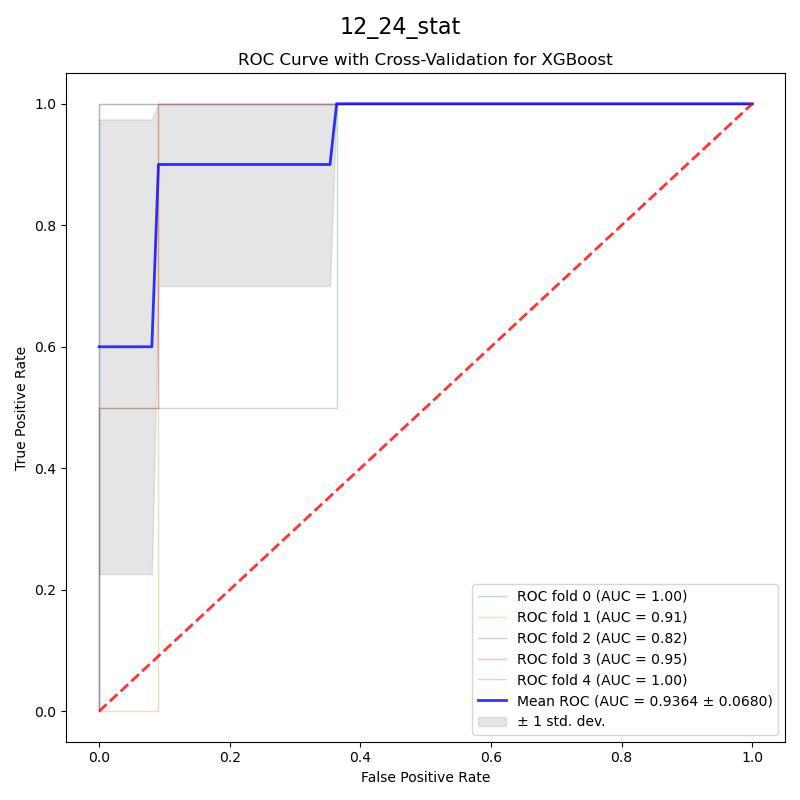 12_24_stat
ROC Curve with Cross-Validation for XGBoost
1.0
0.8
0.6
0.4
0.2
0.0
True Positive Rate
0.0 0.2 0.4 0.6 0.8 1.0
False Positive Rate
ROC fold 0 (AUC = 1.00)
ROC fold 1 (AUC = 0.91)
ROC fold 2 (AUC = 0.82)
ROC fold 3 (AUC = 0.95)
ROC fold 4 (AUC = 1.00)
Mean ROC (AUC = 0.9364 ± 0.0680)
± 1 std. dev.